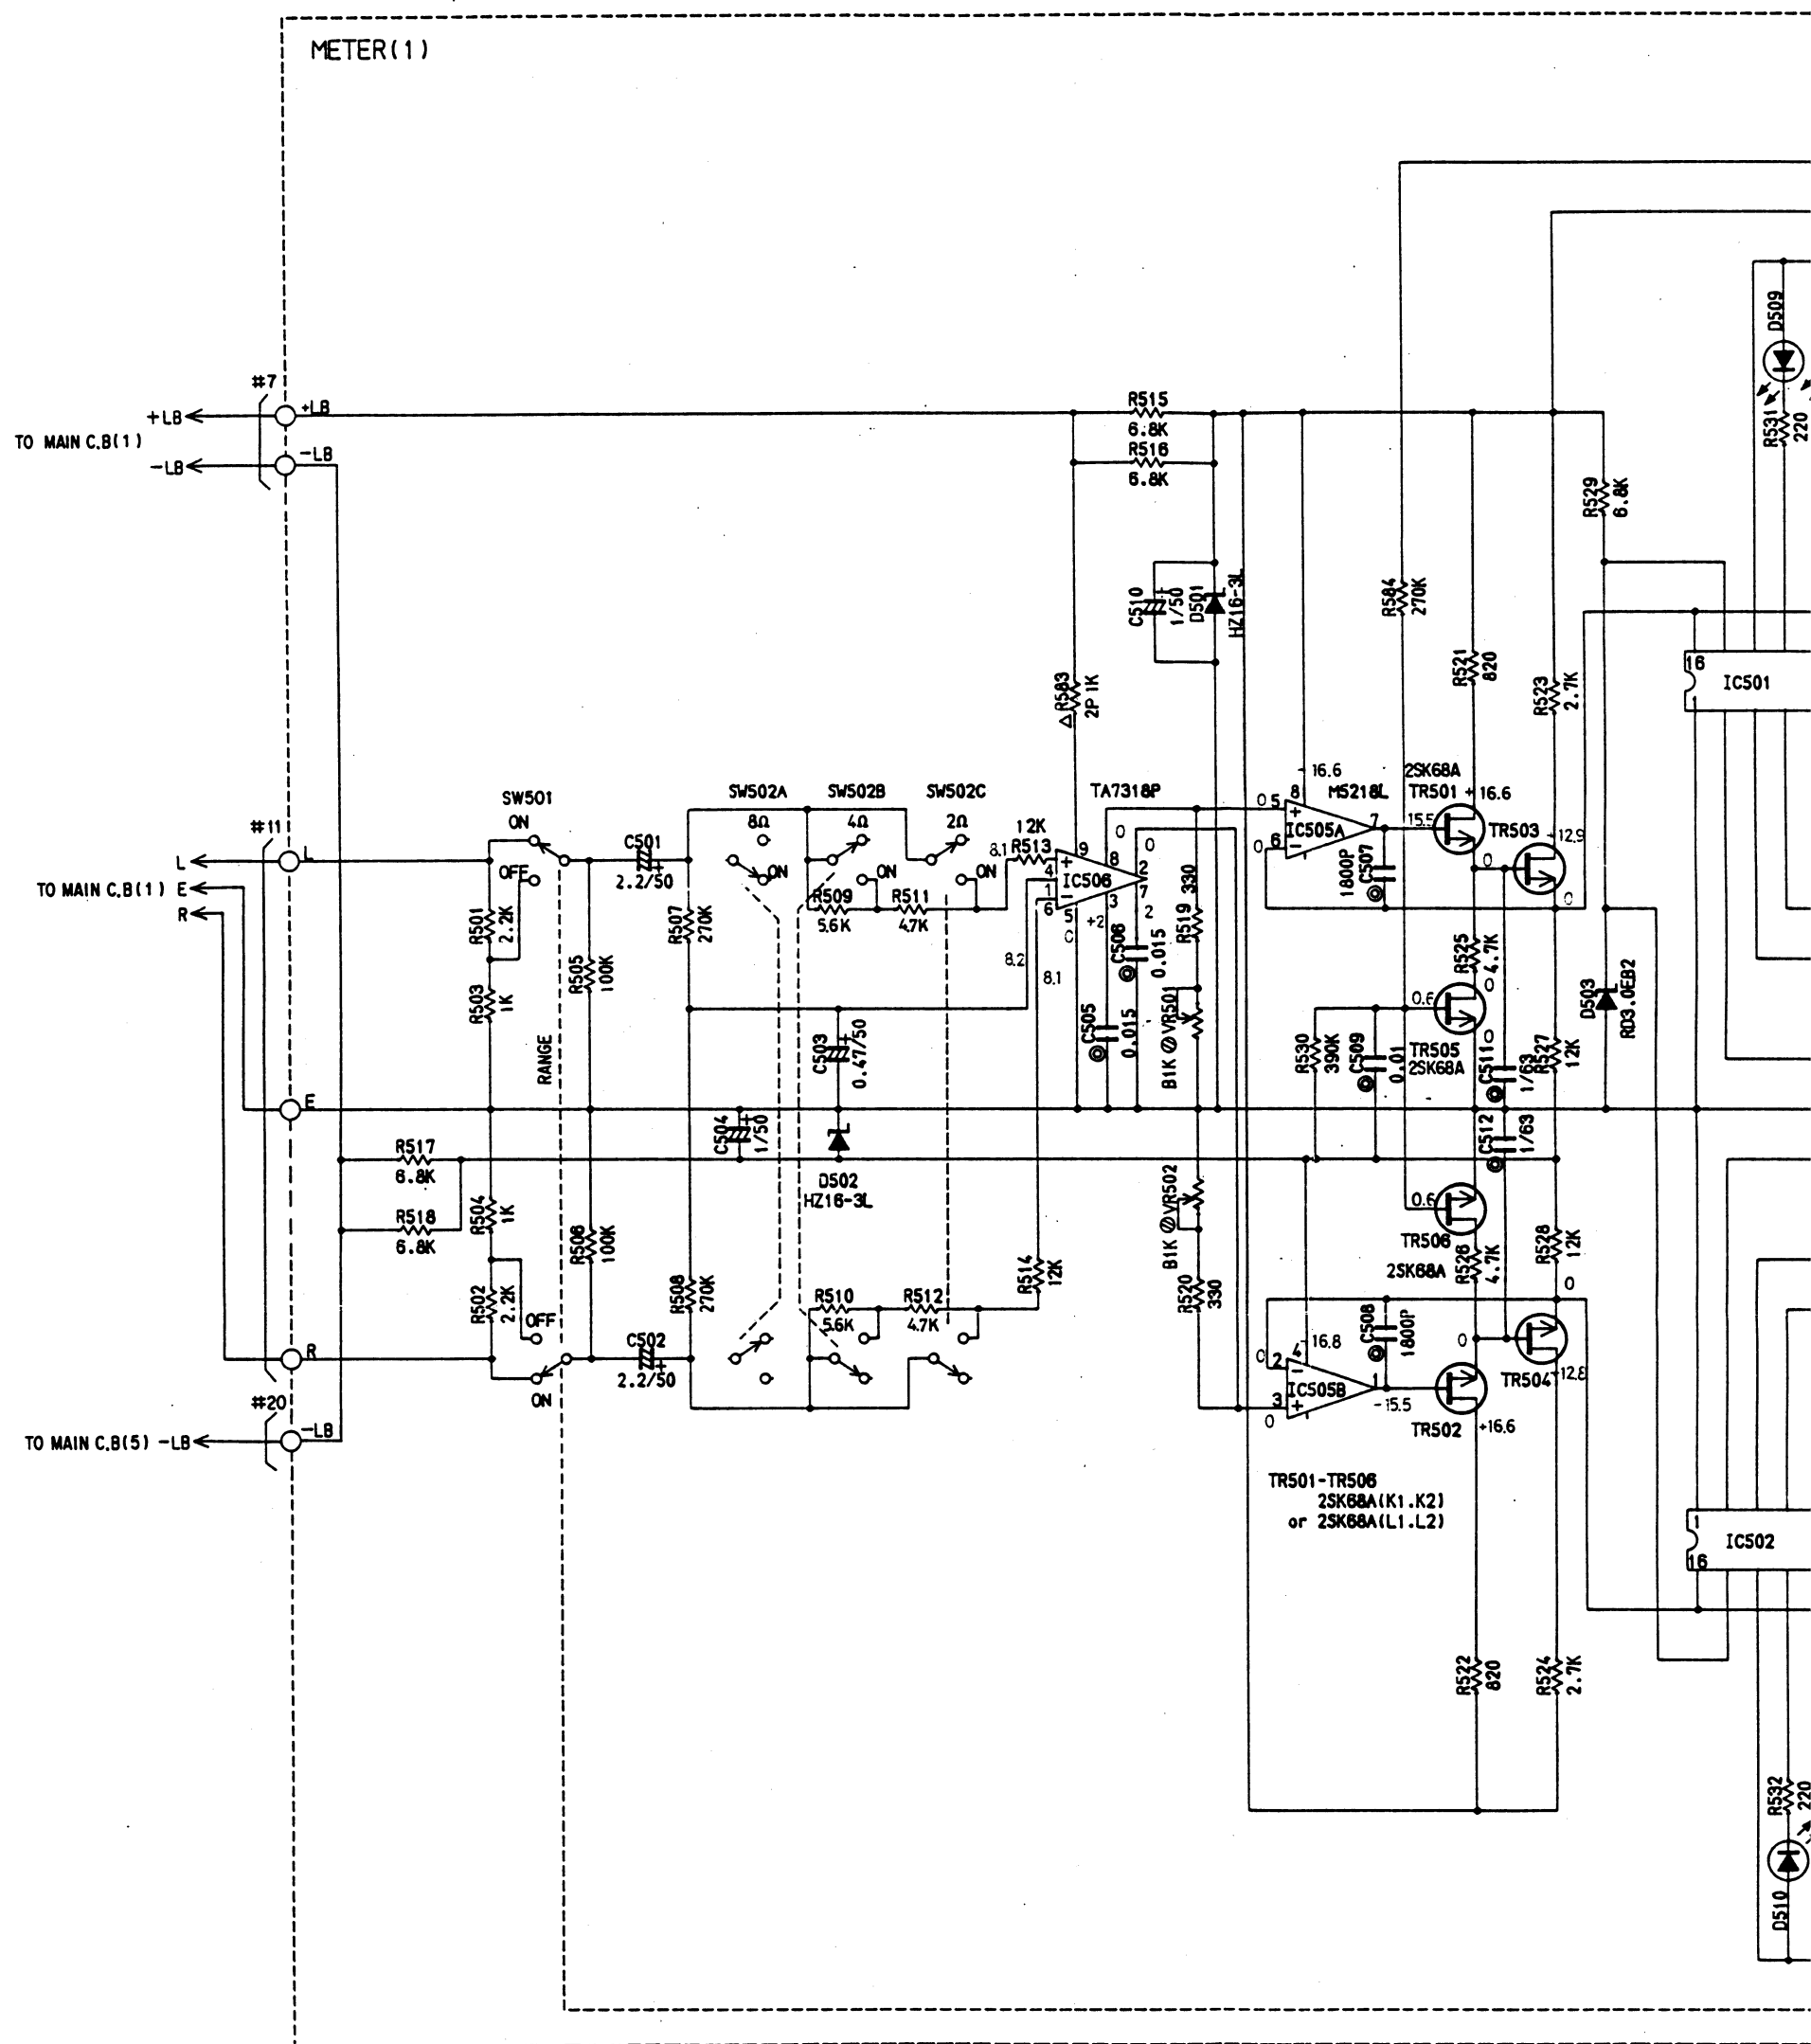 METER(1)
#7
+LB
+LB
TO MAIN C.B(1)
-LB
-LB
R515
6.8K
R516
6.8K
D509
R531
220
R529
6.8K
C510
1/50
D501
HZ16-3L
R584
270K
R521
820
R523
2.7K
16
1
IC501
△R583
2P 1K
SW501
ON
OFF
SW502A
8Ω
ON
SW502B
4Ω
SW502C
2Ω
ON
12K
R513
8.1
TA7318P
9
8
0
0
+
4
1
-
6
IC506
2
7
5
3
0
+2
2
8.2
8.1
-16.6
2SK68A
8
M5218L
TR501
+16.6
0
5
+
6
-
0
IC505A
7
15.5
TR503
+12.9
0
0
1800P
C507
#11
L
L
TO MAIN C.B(1)
E
R
R501
2.2K
R503
1K
C501
2.2/50
R505
100K
R507
270K
R509
5.6K
R511
4.7K
C506
0.015
C505
0.015
R519
330
B1K
VR501
R525
4.7K
0
0.6
TR505
2SK68A
0
R530
390K
C509
0.01
C511
1/63
R527
12K
D503
RD3.0EB2
RANGE
C503
0.47/50
E
C504
1/50
D502
HZ16-3L
C512
1/63
R517
6.8K
R518
6.8K
R504
1K
R506
100K
R502
2.2K
OFF
ON
R508
270K
C502
2.2/50
R510
5.6K
R512
4.7K
R514
12K
B1K
VR502
R520
330
0.6
TR506
2SK68A
R526
4.7K
R528
12K
0
C508
1800P
0
-16.8
4
0
2
-
3
+
0
IC505B
1
-15.5
TR504
+12.8
TR502
+16.6
R
#20
-LB
TO MAIN C.B(5)
-LB
TR501-TR506
2SK68A(K1.K2)
or 2SK68A(L1.L2)
1
16
IC502
R522
820
R524
2.7K
R532
220
D510